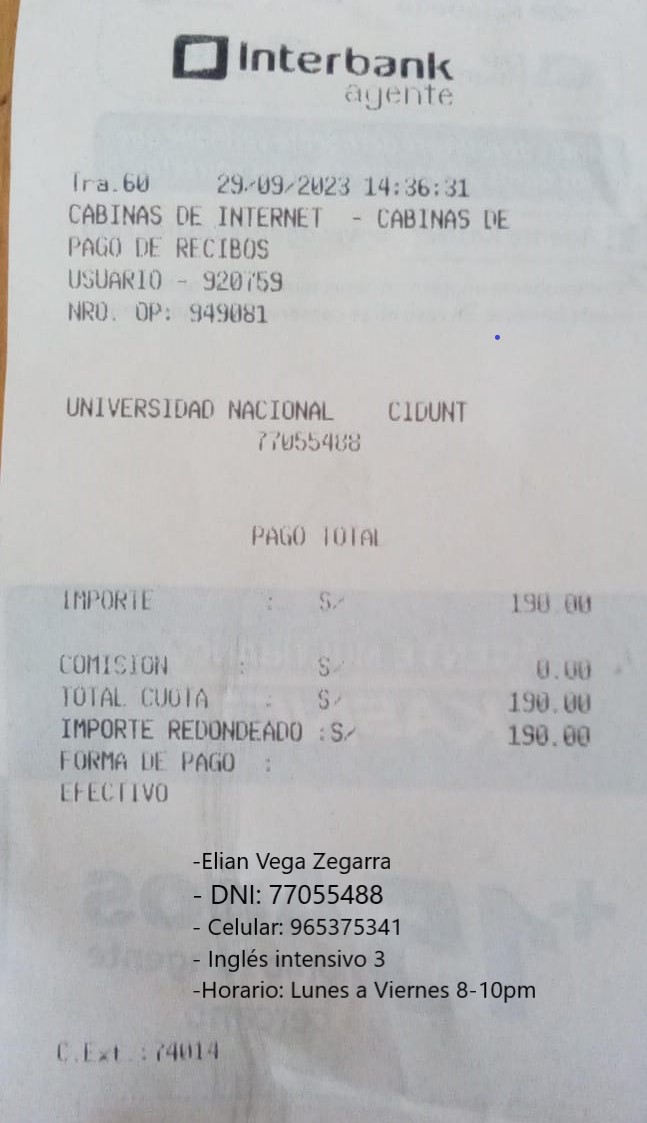 Interbank
agente
Tra.60 29/09/2023 14:36:31
CABINAS DE INTERNET - CABINAS DE
PAGO DE RECIBOS
USUARIO - 920759
NRO. OP: 949081
UNIVERSIDAD NACIONAL CIDUNT
77055488
PAGO TOTAL
IMPORTE : S/ 190.00
COMISION : S/ 0.00
TOTAL CUOTA : S/ 190.00
IMPORTE REDONDEADO :S/ 190.00
FORMA DE PAGO :
EFECTIVO
-Elian Vega Zegarra
- DNI: 77055488
- Celular: 965375341
- Inglés intensivo 3
-Horario: Lunes a Viernes 8-10pm
C.Ext.:74014